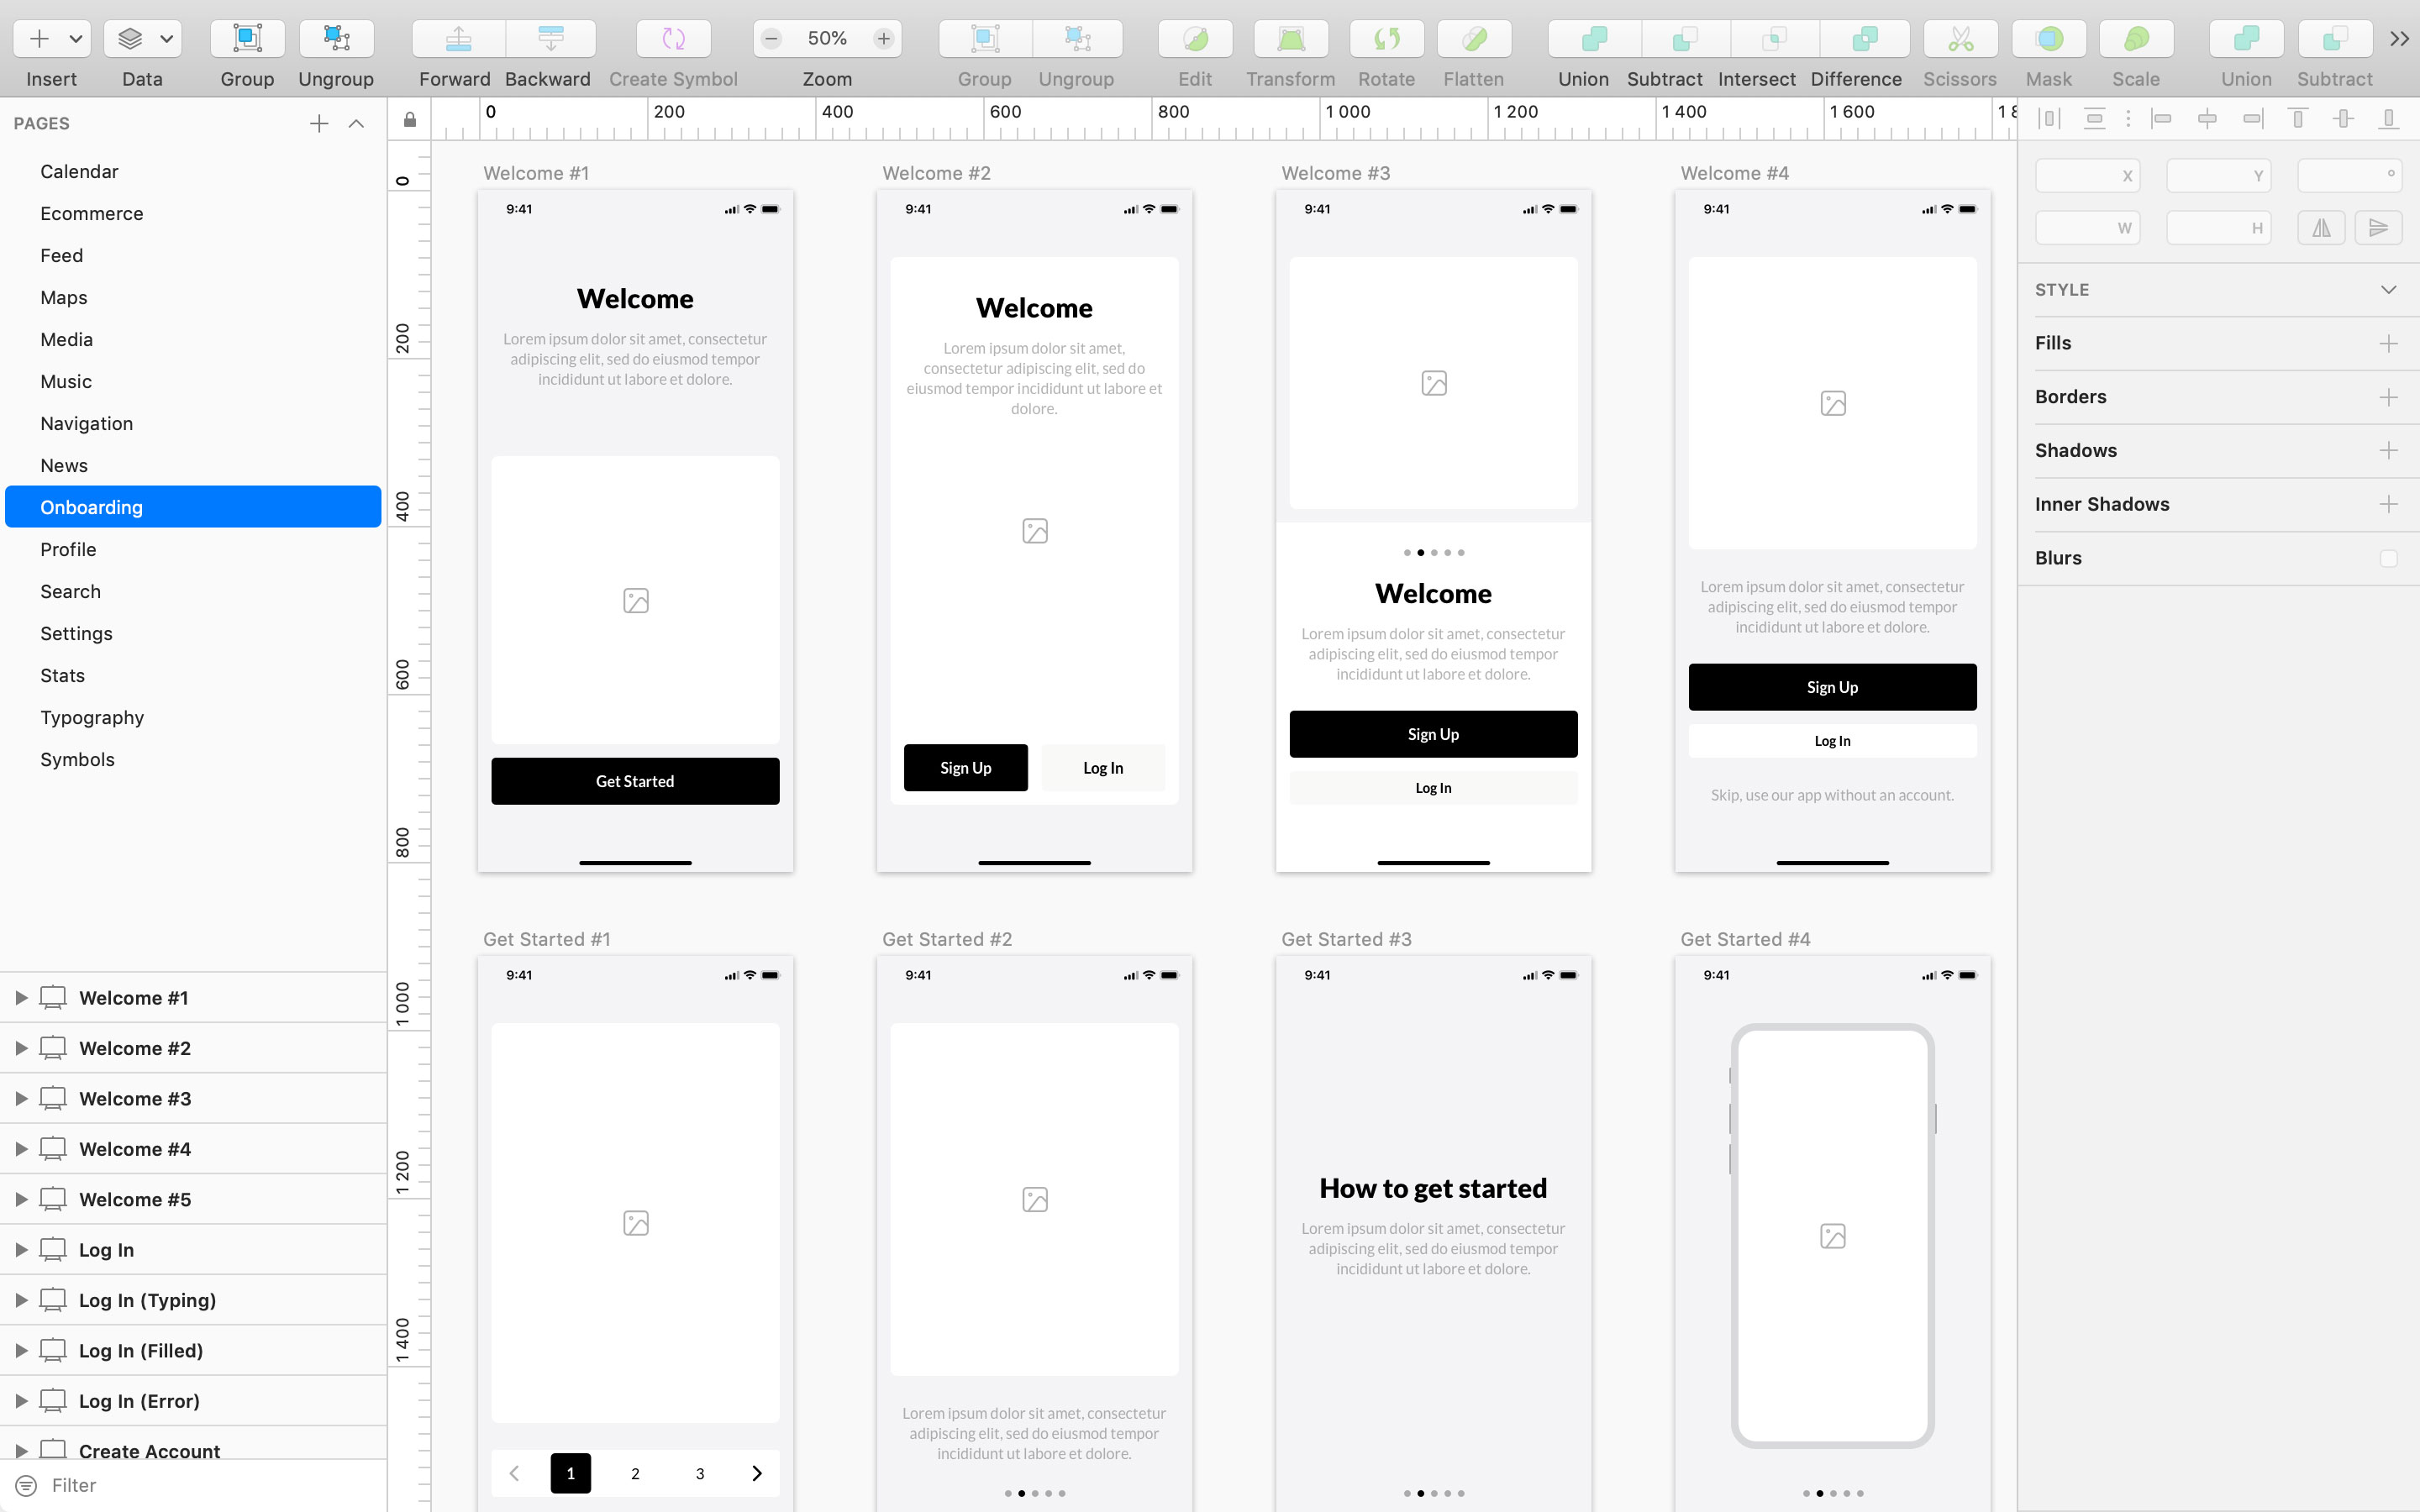 Insert
Data
Group
Ungroup
Forward
Backward
Create Symbol
50%
Zoom
Group
Ungroup
Edit
Transform
Rotate
Flatten
Union
Subtract
Intersect
Difference
Scissors
Mask
Scale
Union
Subtract
PAGES
Calendar
Ecommerce
Feed
Maps
Media
Music
Navigation
News
Onboarding
Profile
Search
Settings
Stats
Typography
Symbols
Welcome #1
Welcome #2
Welcome #3
Welcome #4
Welcome #5
Log In
Log In (Typing)
Log In (Filled)
Log In (Error)
Create Account
Filter
0
200
400
600
800
1 000
1 200
1 400
1 600
1 8
0
200
400
600
800
1 000
1 200
1 400
Welcome #1
9:41
Welcome
Lorem ipsum dolor sit amet, consectetur
adipiscing elit, sed do eiusmod tempor
incididunt ut labore et dolore.
Get Started
Welcome #2
9:41
Welcome
Lorem ipsum dolor sit amet,
consectetur adipiscing elit, sed do
eiusmod tempor incididunt ut labore et
dolore.
Sign Up
Log In
Welcome #3
9:41
Welcome
Lorem ipsum dolor sit amet, consectetur
adipiscing elit, sed do eiusmod tempor
incididunt ut labore et dolore.
Sign Up
Log In
Welcome #4
9:41
Lorem ipsum dolor sit amet, consectetur
adipiscing elit, sed do eiusmod tempor
incididunt ut labore et dolore.
Sign Up
Log In
Skip, use our app without an account.
Get Started #1
9:41
1
2
3
Get Started #2
9:41
Lorem ipsum dolor sit amet, consectetur
adipiscing elit, sed do eiusmod tempor
incididunt ut labore et dolore.
Get Started #3
9:41
How to get started
Lorem ipsum dolor sit amet, consectetur
adipiscing elit, sed do eiusmod tempor
incididunt ut labore et dolore.
Get Started #4
9:41
X
Y
°
W
H
STYLE
Fills
Borders
Shadows
Inner Shadows
Blurs